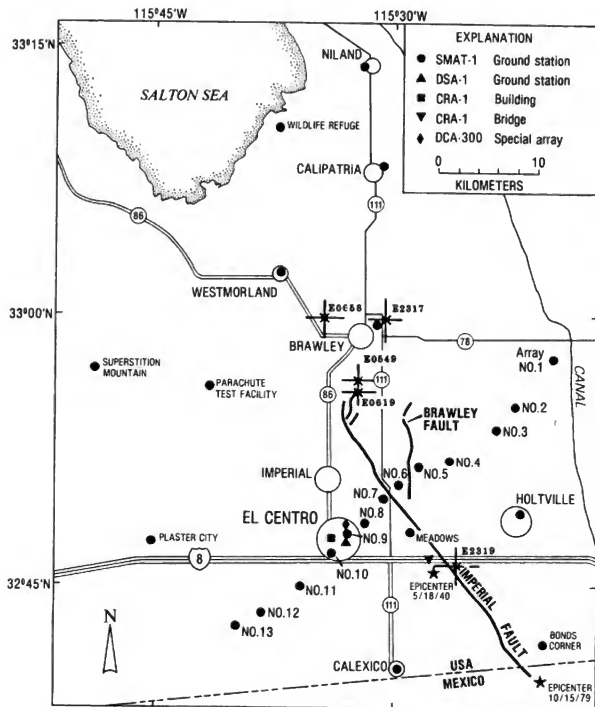 115°45'W
115°30'W
33°15'
EXPLANATION
SMAT-1 Ground station
DSA-1 Ground station
CRA-1 Building
CRA-1 Bridge
DCA-300 Special array
0 10
KILOMETERS
NILAND
SALTON SEA
WILDLIFE REFUGE
CALIPATRIA
111
86
WESTMORLAND
E0658
E2317
33°00'N
BRAWLEY
78
E0549
Array
NO.1
SUPERSTITION
MOUNTAIN
PARACHUTE
TEST FACILITY
111
86
E0619
CANAL
NO.2
BRAWLEY
FAULT
NO.3
NO.4
NO.5
NO.6
IMPERIAL
NO.7
HOLTVILLE
EL CENTRO
NO.8
NO.9
MEADOWS
PLASTER CITY
8
NO.10
E2319
32°45'
EPICENTER
5/18/40
IMPERIAL FAULT
NO.11
111
NO.12
NO.13
N
BONDS
CORNER
CALEXICO
USA
MEXICO
EPICENTER
10/15/79